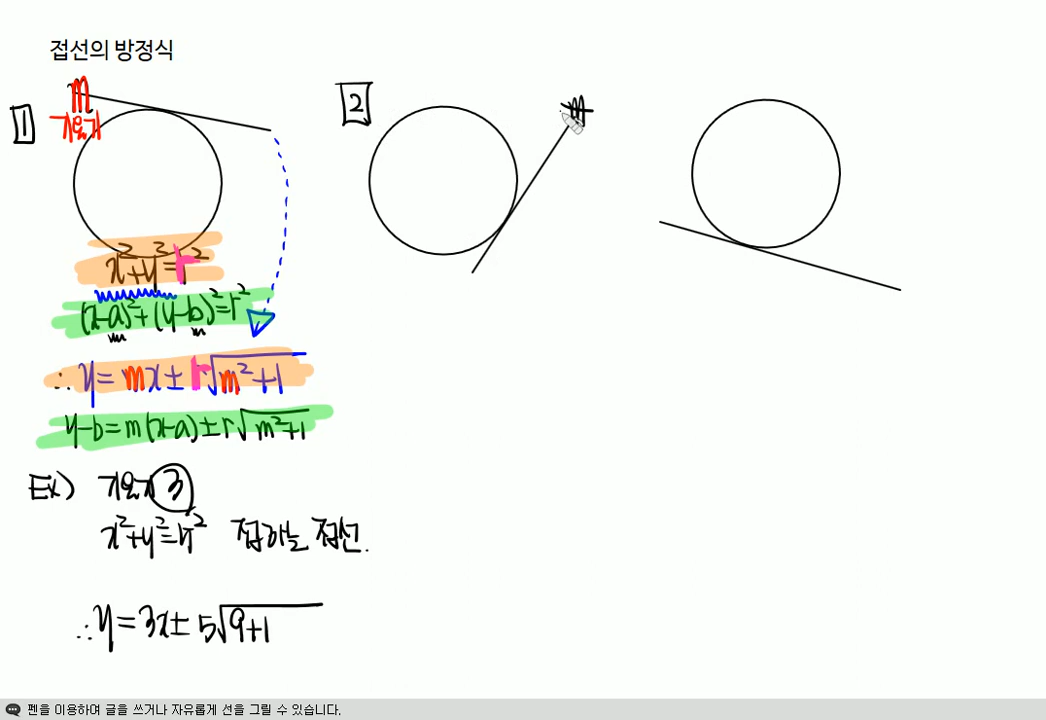 접선의 방정식
1
m
기울기
x²+y²=r²
(x-a)²+(y-b)²=r²
∴ y=mx±r√m²+1
y-b=m(x-a)±r√m²+1
Ex) 기울기 3
x²+y²=5² 접하는 접선.
∴ y=3x±5√9+1
2
m
펜을 이용하여 글을 쓰거나 자유롭게 선을 그릴 수 있습니다.